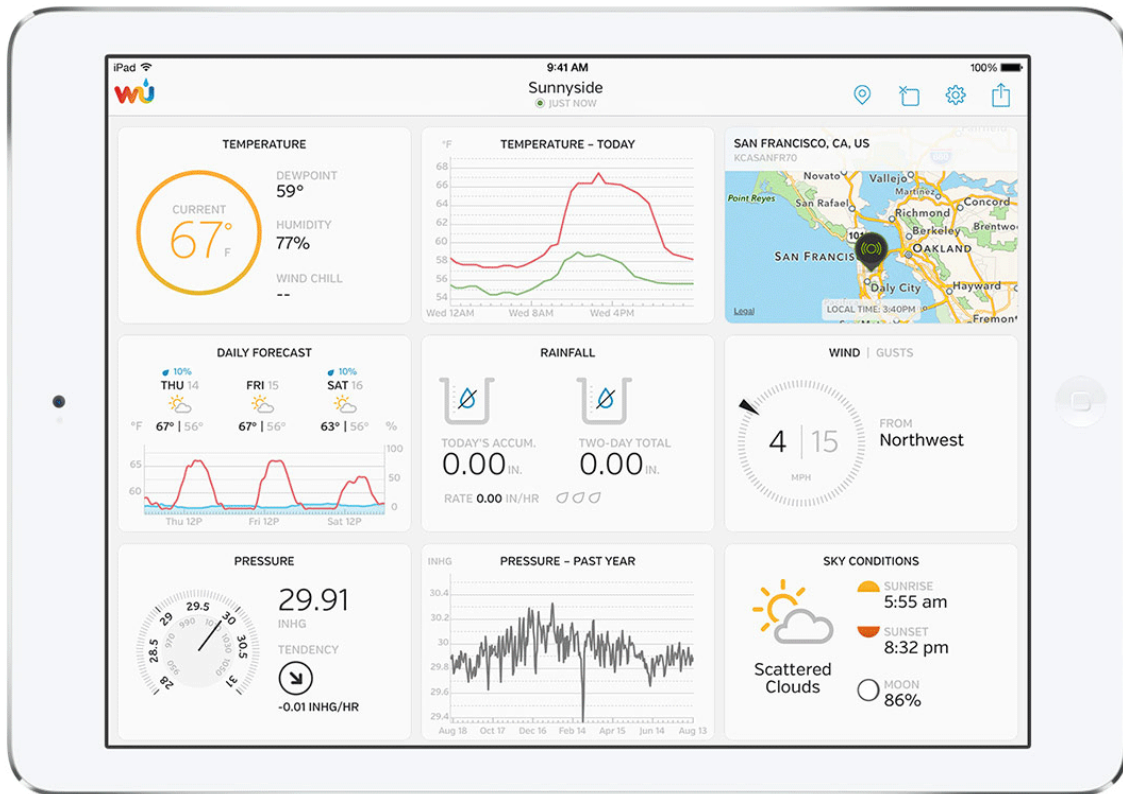 iPad
9:41 AM
100%
wu
Sunnyside
JUST NOW
TEMPERATURE
CURRENT
67°
F
DEWPOINT
59°
HUMIDITY
77%
WIND CHILL
--
°F
TEMPERATURE – TODAY
68
66
64
62
60
58
56
54
Wed 12AM
Wed 8AM
Wed 4PM
SAN FRANCISCO, CA, US
KCASANFR70
Novato
Vallejo
Martinez
Point Reyes
San Rafael
Concord
Richmond
Berkeley
Brentwoo
101
OAKLAND
SAN FRANCIS
Daly City
Hayward
Legal
LOCAL TIME: 3:40PM
Fremont
DAILY FORECAST
10%
10%
THU 14
FRI 15
SAT 16
°F
67° | 56°
67° | 56°
63° | 56°
%
65
60
100
50
0
Thu 12P
Fri 12P
Sat 12P
RAINFALL
TODAY'S ACCUM.
0.00 IN.
TWO-DAY TOTAL
0.00 IN.
RATE 0.00 IN/HR
WIND | GUSTS
4 | 15
MPH
FROM
Northwest
PRESSURE
28
28.5
29
29.5
30
30.5
31
950
970
990
1010
1030
1050
29.91
INHG
TENDENCY
-0.01 INHG/HR
INHG
PRESSURE – PAST YEAR
30.4
30.2
30
29.8
29.6
29.4
Aug 18
Oct 17
Dec 16
Feb 14
Apr 15
Jun 14
Aug 13
SKY CONDITIONS
Scattered
Clouds
SUNRISE
5:55 am
SUNSET
8:32 pm
MOON
86%